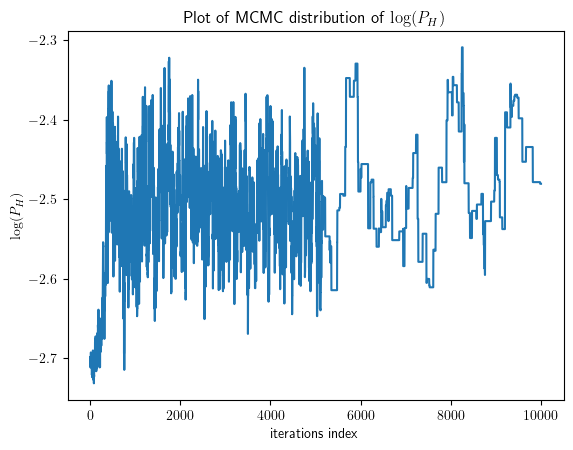 Plot of MCMC distribution of log(P_H)
−2.3
−2.4
−2.5
−2.6
−2.7
log(P_H)
0 2000 4000 6000 8000 10000
iterations index